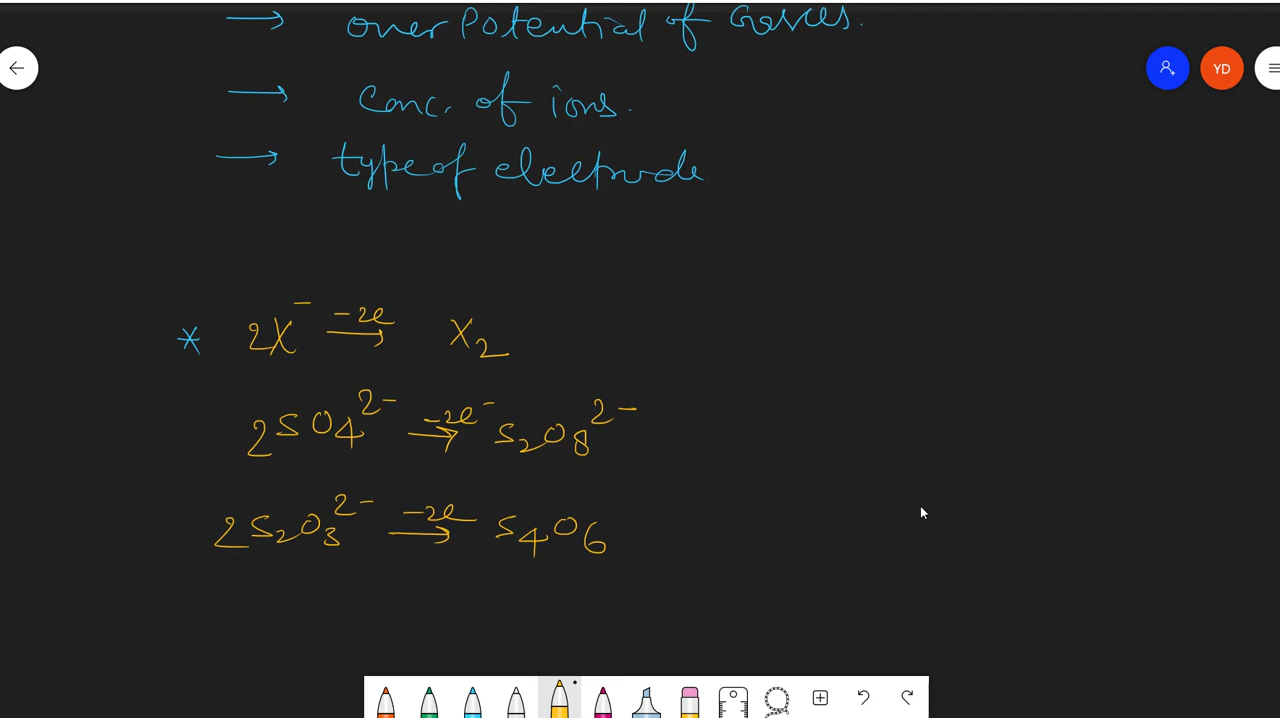 → over Potential of Gases.
→ Conc. of ions.
→ type of electrode
YD
* 2X⁻ —(-2e)→ X₂
2SO₄²⁻ —(-2e⁻)→ S₂O₈²⁻
2S₂O₃²⁻ —(-2e)→ S₄O₆